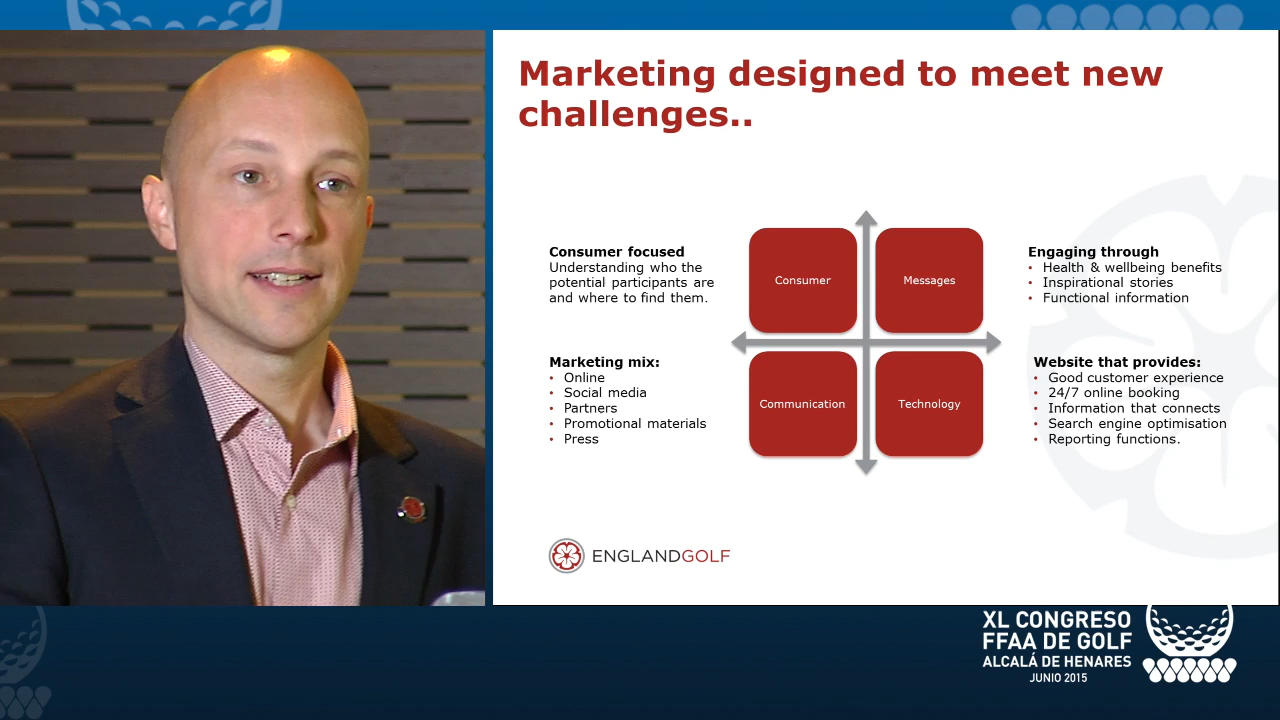 Marketing designed to meet new
challenges..
Consumer focused
Understanding who the
potential participants are
and where to find them.
Consumer
Messages
Engaging through
• Health & wellbeing benefits
• Inspirational stories
• Functional information
Marketing mix:
• Online
• Social media
• Partners
• Promotional materials
• Press
Communication
Technology
Website that provides:
• Good customer experience
• 24/7 online booking
• Information that connects
• Search engine optimisation
• Reporting functions.
ENGLANDGOLF
XL CONGRESO
FFAA DE GOLF
ALCALÁ DE HENARES
JUNIO 2015